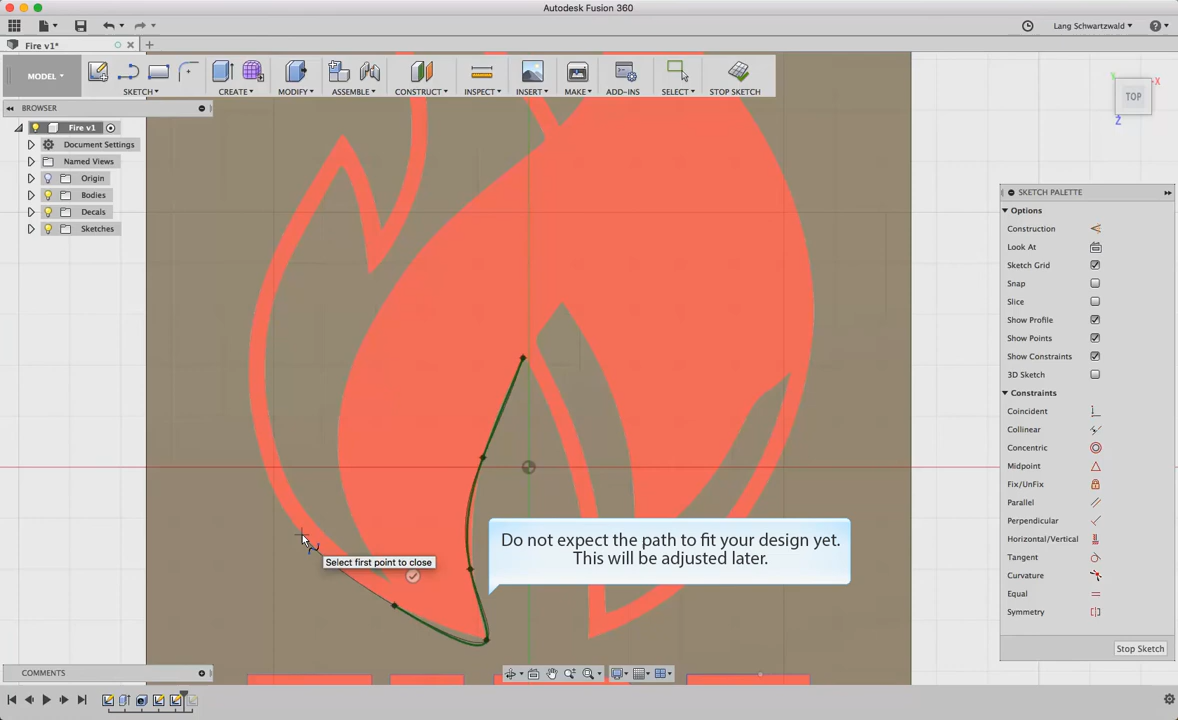 Autodesk Fusion 360
Lang Schwartzwald
Fire v1*
MODEL
SKETCH
CREATE
MODIFY
ASSEMBLE
CONSTRUCT
INSPECT
INSERT
MAKE
ADD-INS
SELECT
STOP SKETCH
BROWSER
Fire v1
Document Settings
Named Views
Origin
Bodies
Decals
Sketches
Y
X
TOP
Z
SKETCH PALETTE
Options
Construction
Look At
Sketch Grid
Snap
Slice
Show Profile
Show Points
Show Constraints
3D Sketch
Constraints
Coincident
Collinear
Concentric
Midpoint
Fix/UnFix
Parallel
Perpendicular
Horizontal/Vertical
Tangent
Curvature
Equal
Symmetry
Stop Sketch
Do not expect the path to fit your design yet.
This will be adjusted later.
Select first point to close
COMMENTS